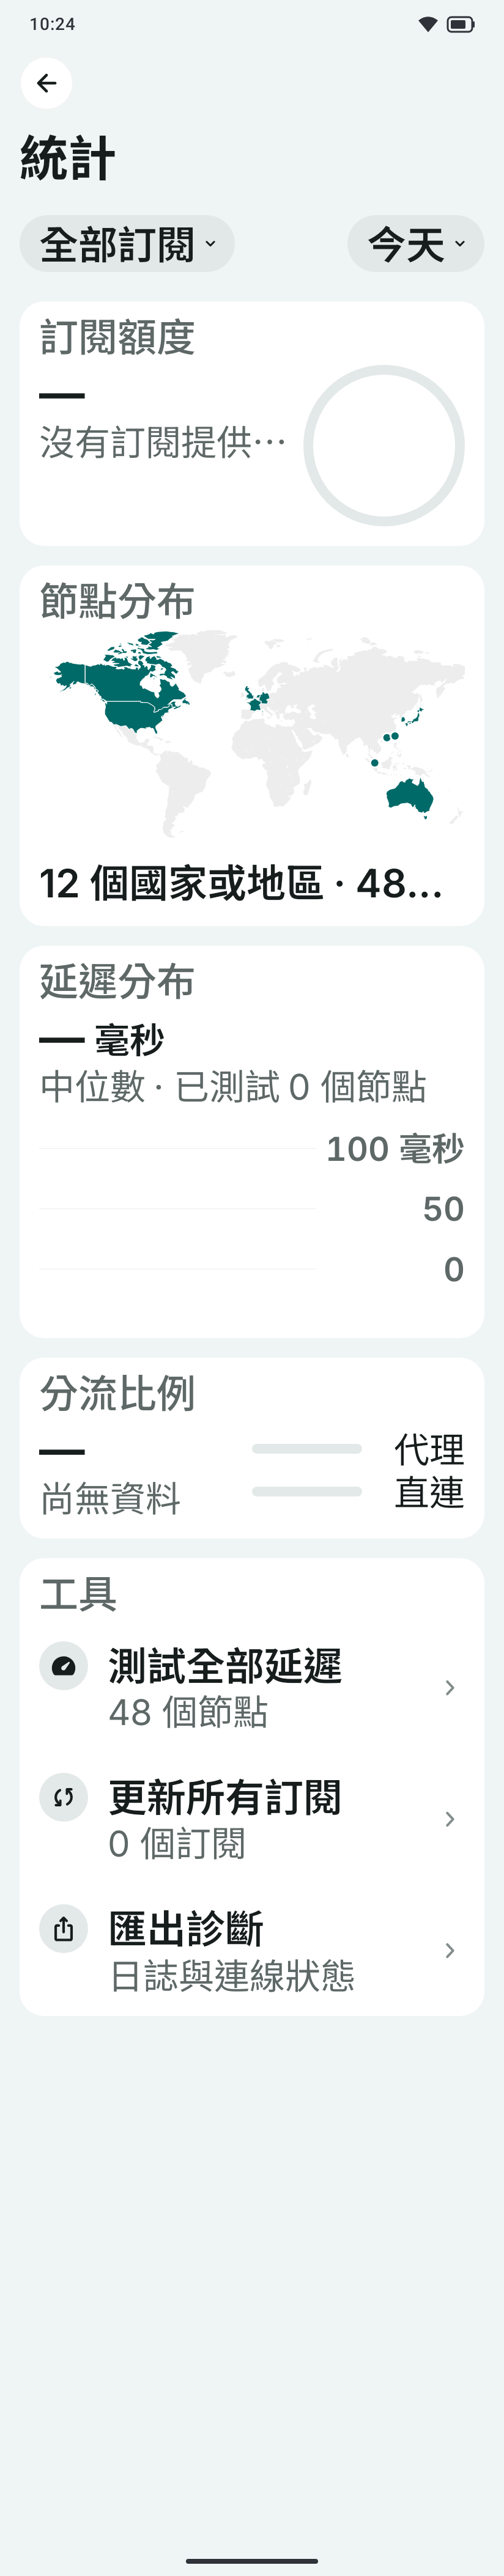 10:24
統計
全部訂閱
今天
訂閱額度
—
沒有訂閱提供…
節點分布
12 個國家或地區 · 48…
延遲分布
— 毫秒
中位數 · 已測試 0 個節點
100 毫秒
50
0
分流比例
—
代理
尚無資料
直連
工具
測試全部延遲
48 個節點
更新所有訂閱
0 個訂閱
匯出診斷
日誌與連線狀態